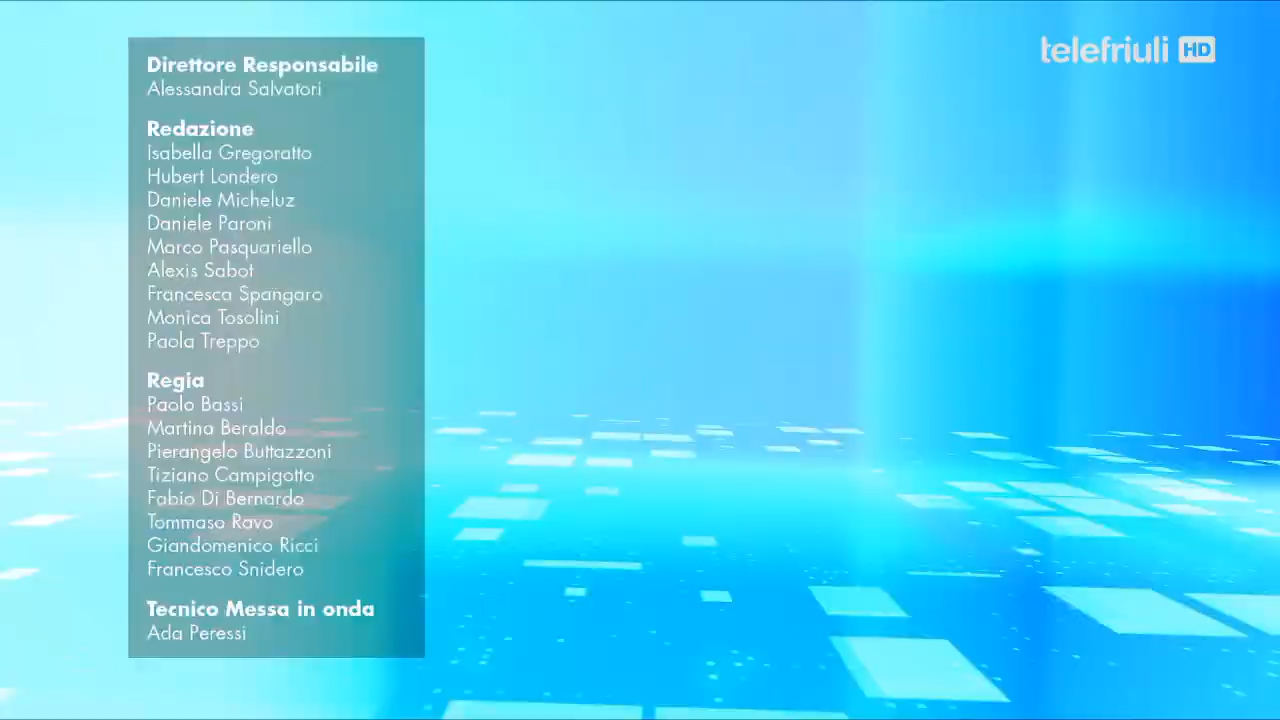 telefriuli HD
Direttore Responsabile
Alessandra Salvatori
Redazione
Isabella Gregoratto
Hubert Londero
Daniele Micheluz
Daniele Paroni
Marco Pasquariello
Alexis Sabot
Francesca Spangaro
Monica Tosolini
Paola Treppo
Regia
Paolo Bassi
Martina Beraldo
Pierangelo Buttazzoni
Tiziano Campigotto
Fabio Di Bernardo
Tommaso Ravo
Giandomenico Ricci
Francesco Snidero
Tecnico Messa in onda
Ada Peressi